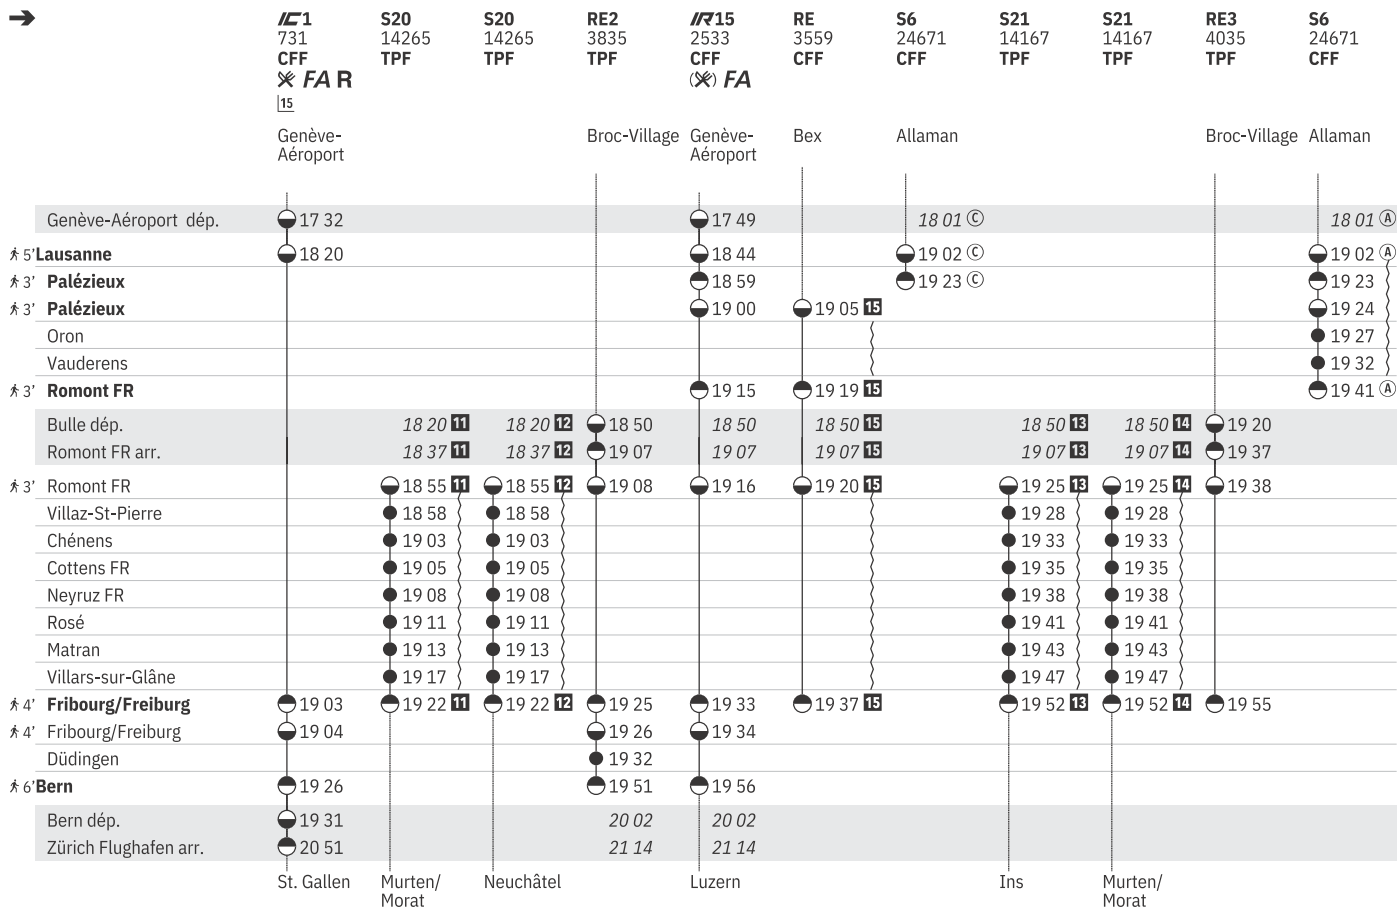 IC1 S20 S20 RE2 IR15 RE S6 S21 S21 RE3 S6
731 14265 14265 3835 2533 3559 24671 14167 14167 4035 24671
CFF TPF TPF TPF CFF CFF CFF TPF TPF TPF CFF
FA R ( ) FA
15
Genève- Broc-Village Genève- Bex Allaman Broc-Village Allaman
Aéroport Aéroport
Genève-Aéroport dép. 17 32 17 49 18 01 Ⓒ 18 01 Ⓐ
5' Lausanne 18 20 18 44 19 02 Ⓒ 19 02 Ⓐ
3' Palézieux 18 59 19 23 Ⓒ 19 23
3' Palézieux 19 00 19 05 15 19 24
Oron 19 27
Vauderens 19 32
3' Romont FR 19 15 19 19 15 19 41 Ⓐ
Bulle dép. 18 20 11 18 20 12 18 50 18 50 18 50 15 18 50 13 18 50 14 19 20
Romont FR arr. 18 37 11 18 37 12 19 07 19 07 19 07 15 19 07 13 19 07 14 19 37
3' Romont FR 18 55 11 18 55 12 19 08 19 16 19 20 15 19 25 13 19 25 14 19 38
Villaz-St-Pierre 18 58 18 58 19 28 19 28
Chénens 19 03 19 03 19 33 19 33
Cottens FR 19 05 19 05 19 35 19 35
Neyruz FR 19 08 19 08 19 38 19 38
Rosé 19 11 19 11 19 41 19 41
Matran 19 13 19 13 19 43 19 43
Villars-sur-Glâne 19 17 19 17 19 47 19 47
4' Fribourg/Freiburg 19 03 19 22 11 19 22 12 19 25 19 33 19 37 15 19 52 13 19 52 14 19 55
4' Fribourg/Freiburg 19 04 19 26 19 34
Düdingen 19 32
6' Bern 19 26 19 51 19 56
Bern dép. 19 31 20 02 20 02
Zürich Flughafen arr. 20 51 21 14 21 14
St. Gallen Murten/ Neuchâtel Luzern Ins Murten/
Morat Morat